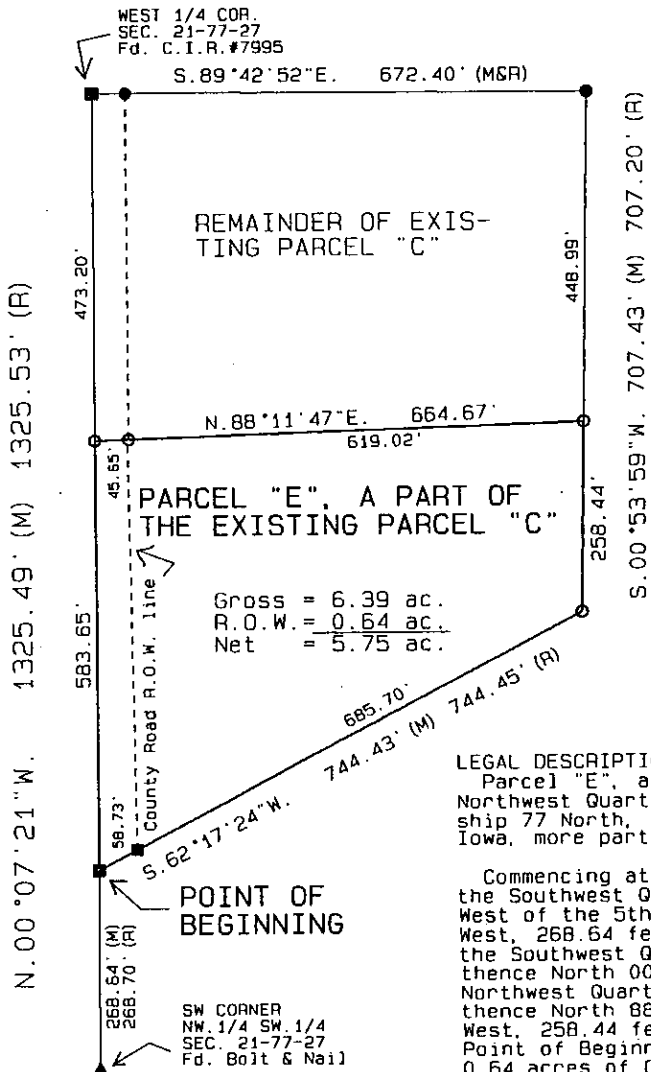 WEST 1/4 COR.
SEC. 21-77-27
Fd. C.I.R.#7995
S.89°42'52"E. 672.40' (M&R)
REMAINDER OF EXIS-
TING PARCEL "C"
473.20'
448.99'
S.00°53'59"W. 707.43' (M) 707.20' (R)
N.00°07'21"W. 1325.49' (M) 1325.53' (R)
N.88°11'47"E. 664.67'
619.02'
45.65'
PARCEL "E", A PART OF
THE EXISTING PARCEL "C"
258.44'
583.65'
County Road R.O.W. line
Gross = 6.39 ac.
R.O.W.= 0.64 ac.
Net = 5.75 ac.
685.70'
S.62°17'24"W. 744.43' (M) 744.45' (R)
58.73'
POINT OF
BEGINNING
268.64' (M)
268.70' (R)
SW CORNER
NW.1/4 SW.1/4
SEC. 21-77-27
Fd. Bolt & Nail
LEGAL DESCRIPTI
Parcel "E", a
Northwest Quart
ship 77 North,
Iowa, more part
Commencing at
the Southwest Q
West of the 5th
West, 268.64 fe
the Southwest Q
thence North 00
Northwest Quart
thence North 88
West, 258.44 fe
Point of Beginn
0.64 acres of C